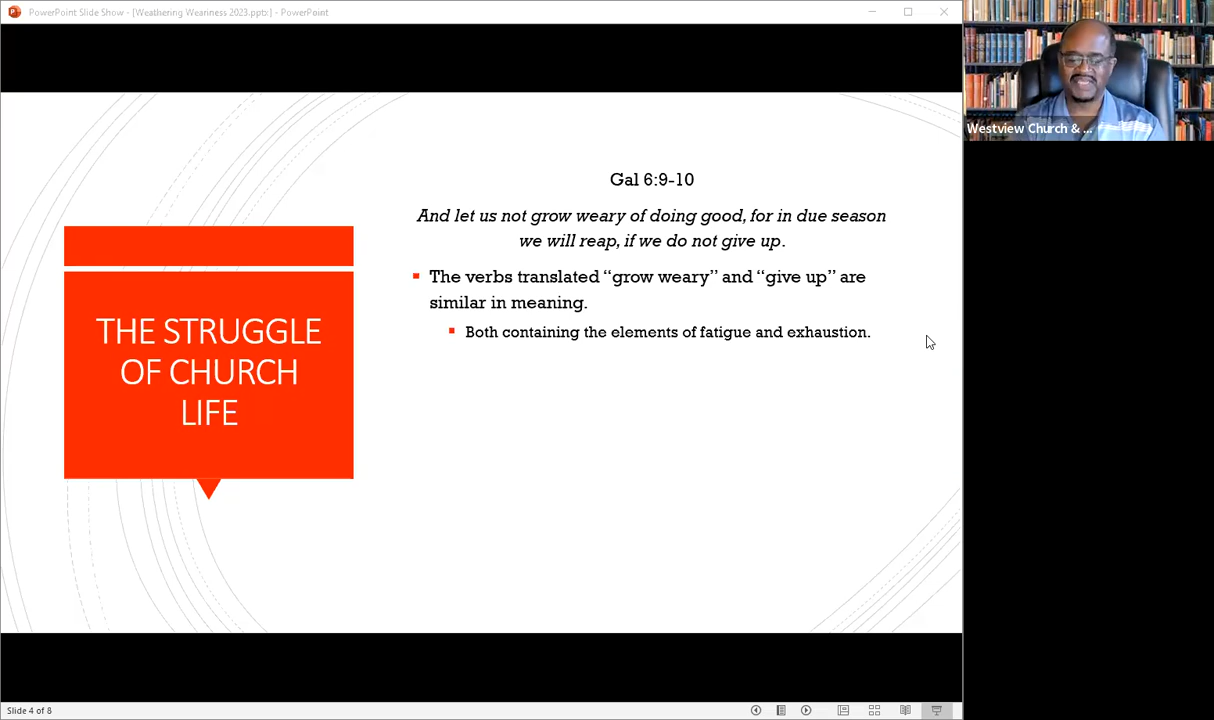 PowerPoint Slide Show - [Weathering Weariness 2023.pptx] - PowerPoint
Westview Church & ...
Gal 6:9-10
And let us not grow weary of doing good, for in due season
we will reap, if we do not give up.
The verbs translated “grow weary” and “give up” are
similar in meaning.
Both containing the elements of fatigue and exhaustion.
THE STRUGGLE
OF CHURCH
LIFE
Slide 4 of 8